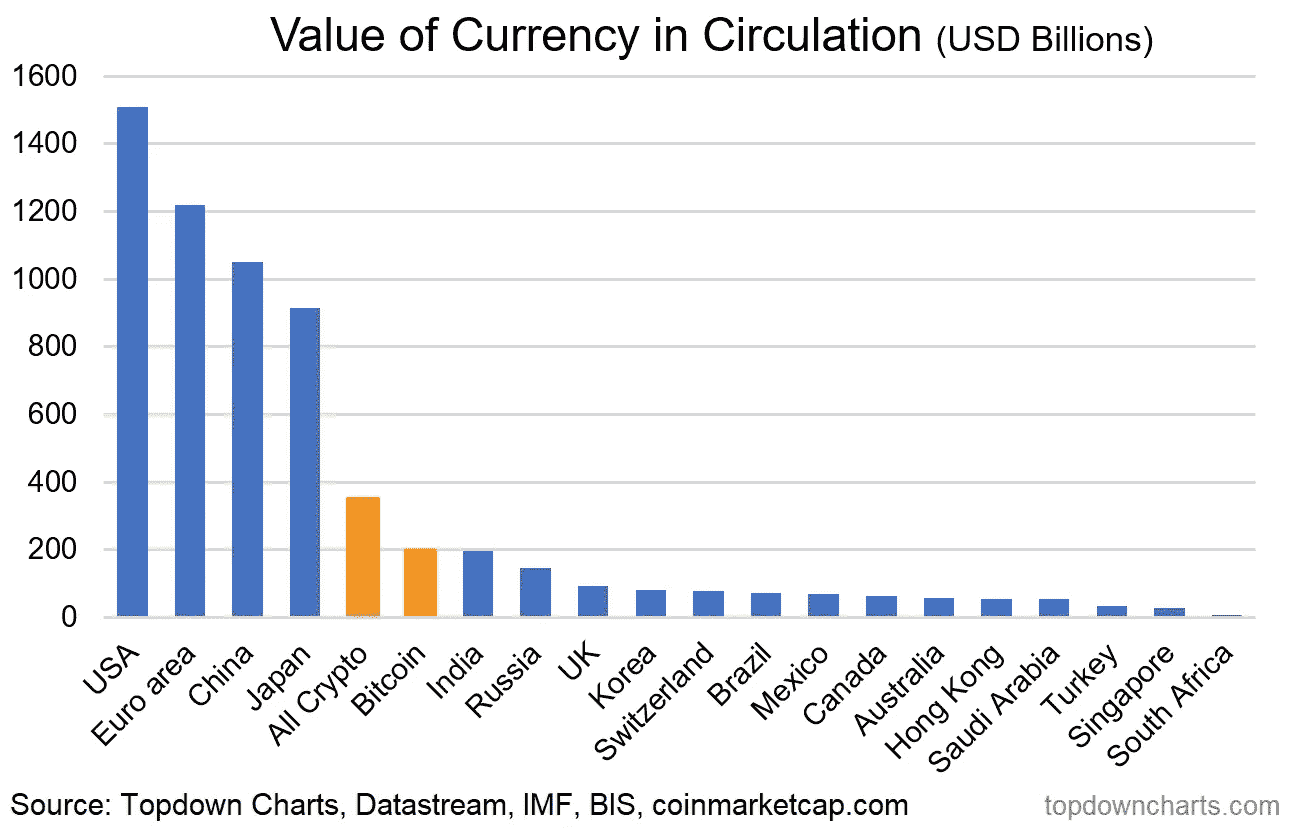 Value of Currency in Circulation (USD Billions)
1600
1400
1200
1000
800
600
400
200
0
USA
Euro area
China
Japan
All Crypto
Bitcoin
India
Russia
UK
Korea
Switzerland
Brazil
Mexico
Canada
Australia
Hong Kong
Saudi Arabia
Turkey
Singapore
South Africa
Source: Topdown Charts, Datastream, IMF, BIS, coinmarketcap.com
topdowncharts.com